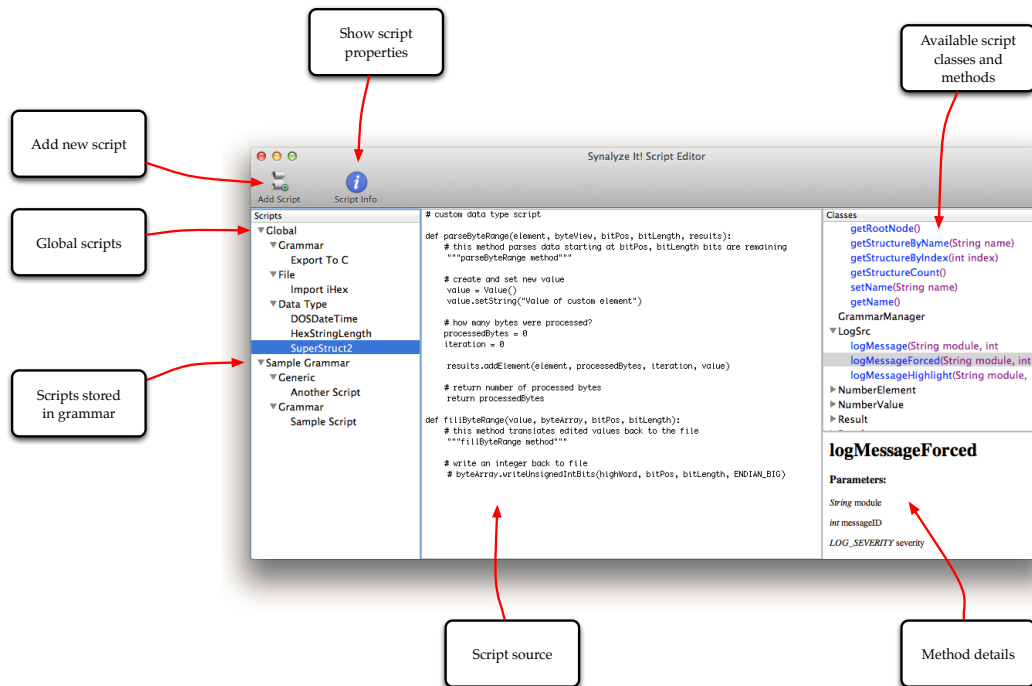 Show script
properties
Available script
classes and
methods
Add new script
Global scripts
Scripts stored
in grammar
Synalyze It! Script Editor
Add Script
Script Info
Scripts
Global
Grammar
Export To C
File
Import iHex
Data Type
DOSDateTime
HexStringLength
SuperStruct2
Sample Grammar
Generic
Another Script
Grammar
Sample Script
# custom data type script
def parseByteRange(element, byteView, bitPos, bitLength, results):
# this method parses data starting at bitPos, bitLength bits are remaining
"""parseByteRange method"""
# create and set new value
value = Value()
value.setString("Value of custom element")
# how many bytes were processed?
processedBytes = 0
iteration = 0
results.addElement(element, processedBytes, iteration, value)
# return number of processed bytes
return processedBytes
def fillByteRange(value, byteArray, bitPos, bitLength):
# this method translates edited values back to the file
"""fillByteRange method"""
# write an integer back to file
# byteArray.writeUnsignedIntBits(highWord, bitPos, bitLength, ENDIAN_BIG)
Classes
getRootNode()
getStructureByName(String name)
getStructureByIndex(int index)
getStructureCount()
setName(String name)
getName()
GrammarManager
LogSrc
logMessage(String module, int
logMessageForced(String module, int
logMessageHighlight(String module,
NumberElement
NumberValue
Result
logMessageForced
Parameters:
String module
int messageID
LOG_SEVERITY severity
Script source
Method details